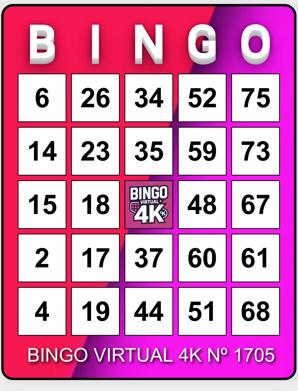 BINGO
6 26 34 52 75
14 23 35 59 73
15 18 BINGO VIRTUAL 4K 48 67
2 17 37 60 61
4 19 44 51 68
BINGO VIRTUAL 4K Nº 1705